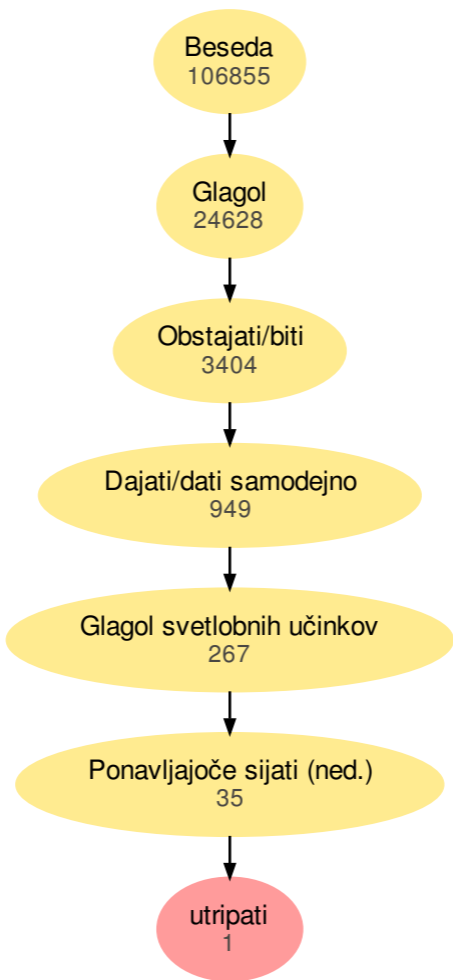 Beseda
106855
Glagol
24628
Obstajati/biti
3404
Dajati/dati samodejno
949
Glagol svetlobnih učinkov
267
Ponavljajoče sijati (ned.)
35
utripati
1